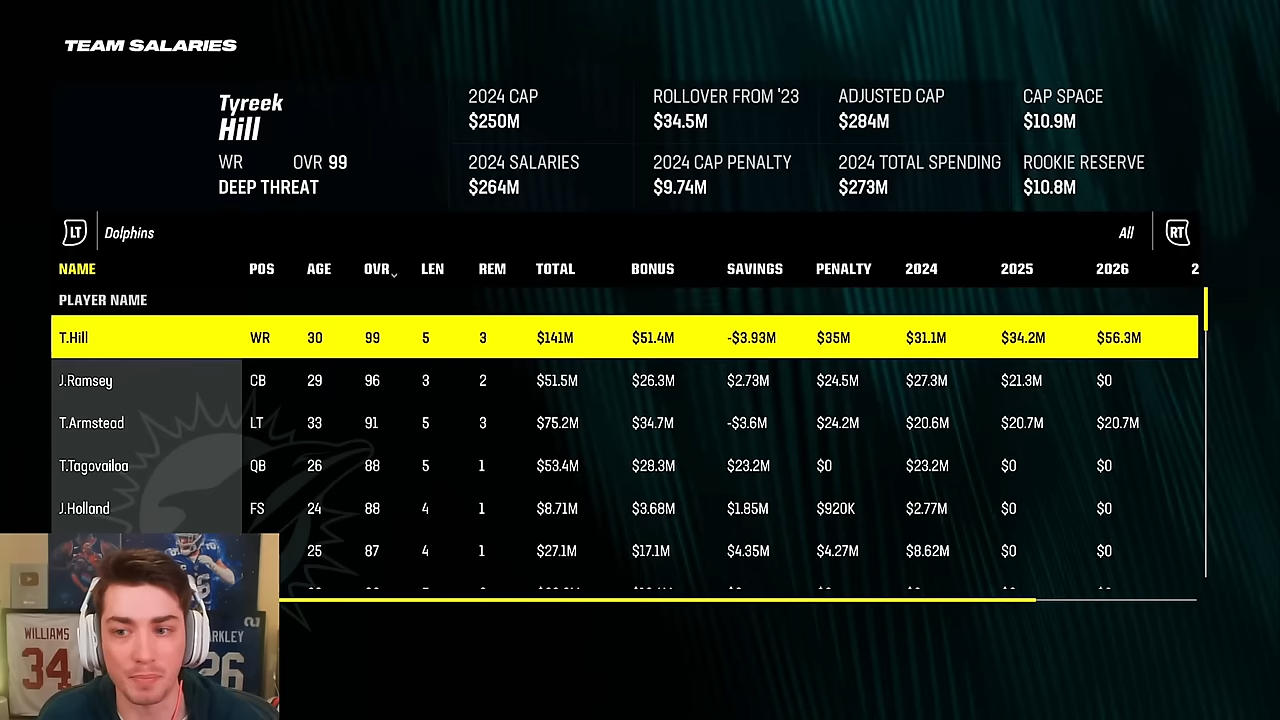 TEAM SALARIES
Tyreek
Hill
WR OVR 99
DEEP THREAT
2024 CAP ROLLOVER FROM '23 ADJUSTED CAP CAP SPACE
$250M $34.5M $284M $10.9M
2024 SALARIES 2024 CAP PENALTY 2024 TOTAL SPENDING ROOKIE RESERVE
$264M $9.74M $273M $10.8M
LT Dolphins All RT
NAME POS AGE OVR LEN REM TOTAL BONUS SAVINGS PENALTY 2024 2025 2026 2
PLAYER NAME
T.Hill WR 30 99 5 3 $141M $51.4M -$3.93M $35M $31.1M $34.2M $56.3M
J.Ramsey CB 29 96 3 2 $51.5M $26.3M $2.73M $24.5M $27.3M $21.3M $0
T.Armstead LT 33 91 5 3 $75.2M $34.7M -$3.6M $24.2M $20.6M $20.7M $20.7M
T.Tagovailoa QB 26 88 5 1 $53.4M $28.3M $23.2M $0 $23.2M $0 $0
J.Holland FS 24 88 4 1 $8.71M $3.68M $1.85M $920K $2.77M $0 $0
25 87 4 1 $27.1M $17.1M $4.35M $4.27M $8.62M $0 $0
WILLIAMS
34
RKLEY
26